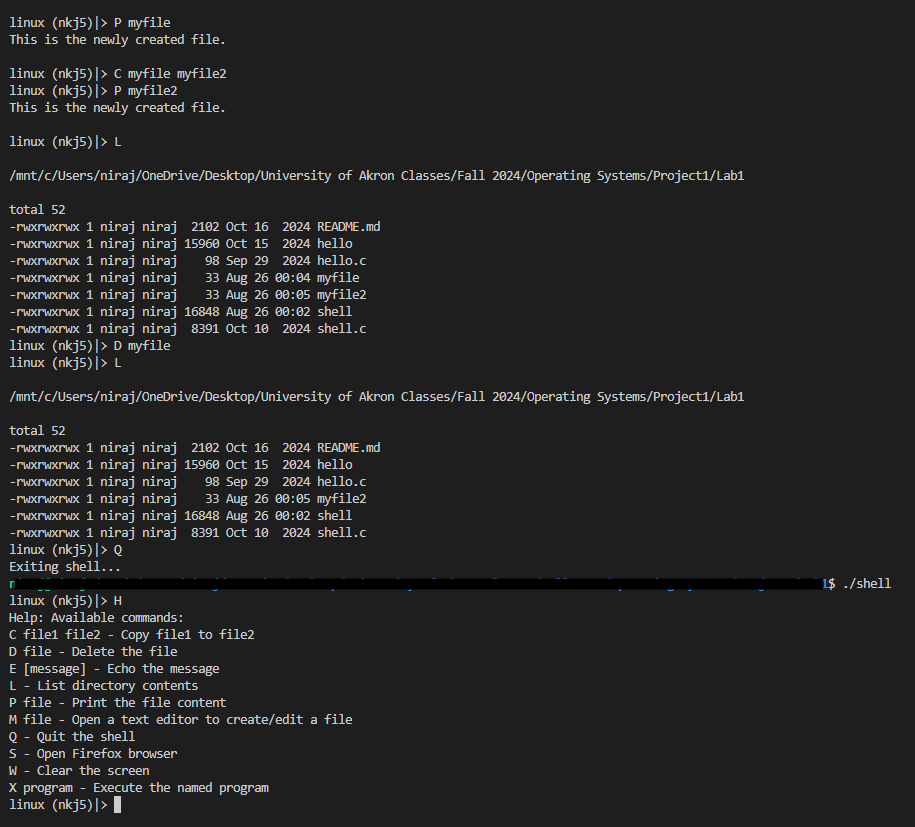 linux (nkj5)|> P myfile
This is the newly created file.
linux (nkj5)|> C myfile myfile2
linux (nkj5)|> P myfile2
This is the newly created file.
linux (nkj5)|> L
/mnt/c/Users/niraj/OneDrive/Desktop/University of Akron Classes/Fall 2024/Operating Systems/Project1/Lab1
total 52
-rwxrwxrwx 1 niraj niraj  2102 Oct 16  2024 README.md
-rwxrwxrwx 1 niraj niraj 15960 Oct 15  2024 hello
-rwxrwxrwx 1 niraj niraj    98 Sep 29  2024 hello.c
-rwxrwxrwx 1 niraj niraj    33 Aug 26 00:04 myfile
-rwxrwxrwx 1 niraj niraj    33 Aug 26 00:05 myfile2
-rwxrwxrwx 1 niraj niraj 16848 Aug 26 00:02 shell
-rwxrwxrwx 1 niraj niraj  8391 Oct 10  2024 shell.c
linux (nkj5)|> D myfile
linux (nkj5)|> L
/mnt/c/Users/niraj/OneDrive/Desktop/University of Akron Classes/Fall 2024/Operating Systems/Project1/Lab1
total 52
-rwxrwxrwx 1 niraj niraj  2102 Oct 16  2024 README.md
-rwxrwxrwx 1 niraj niraj 15960 Oct 15  2024 hello
-rwxrwxrwx 1 niraj niraj    98 Sep 29  2024 hello.c
-rwxrwxrwx 1 niraj niraj    33 Aug 26 00:05 myfile2
-rwxrwxrwx 1 niraj niraj 16848 Aug 26 00:02 shell
-rwxrwxrwx 1 niraj niraj  8391 Oct 10  2024 shell.c
linux (nkj5)|> Q
Exiting shell...
1$ ./shell
linux (nkj5)|> H
Help: Available commands:
C file1 file2 - Copy file1 to file2
D file - Delete the file
E [message] - Echo the message
L - List directory contents
P file - Print the file content
M file - Open a text editor to create/edit a file
Q - Quit the shell
S - Open Firefox browser
W - Clear the screen
X program - Execute the named program
linux (nkj5)|>